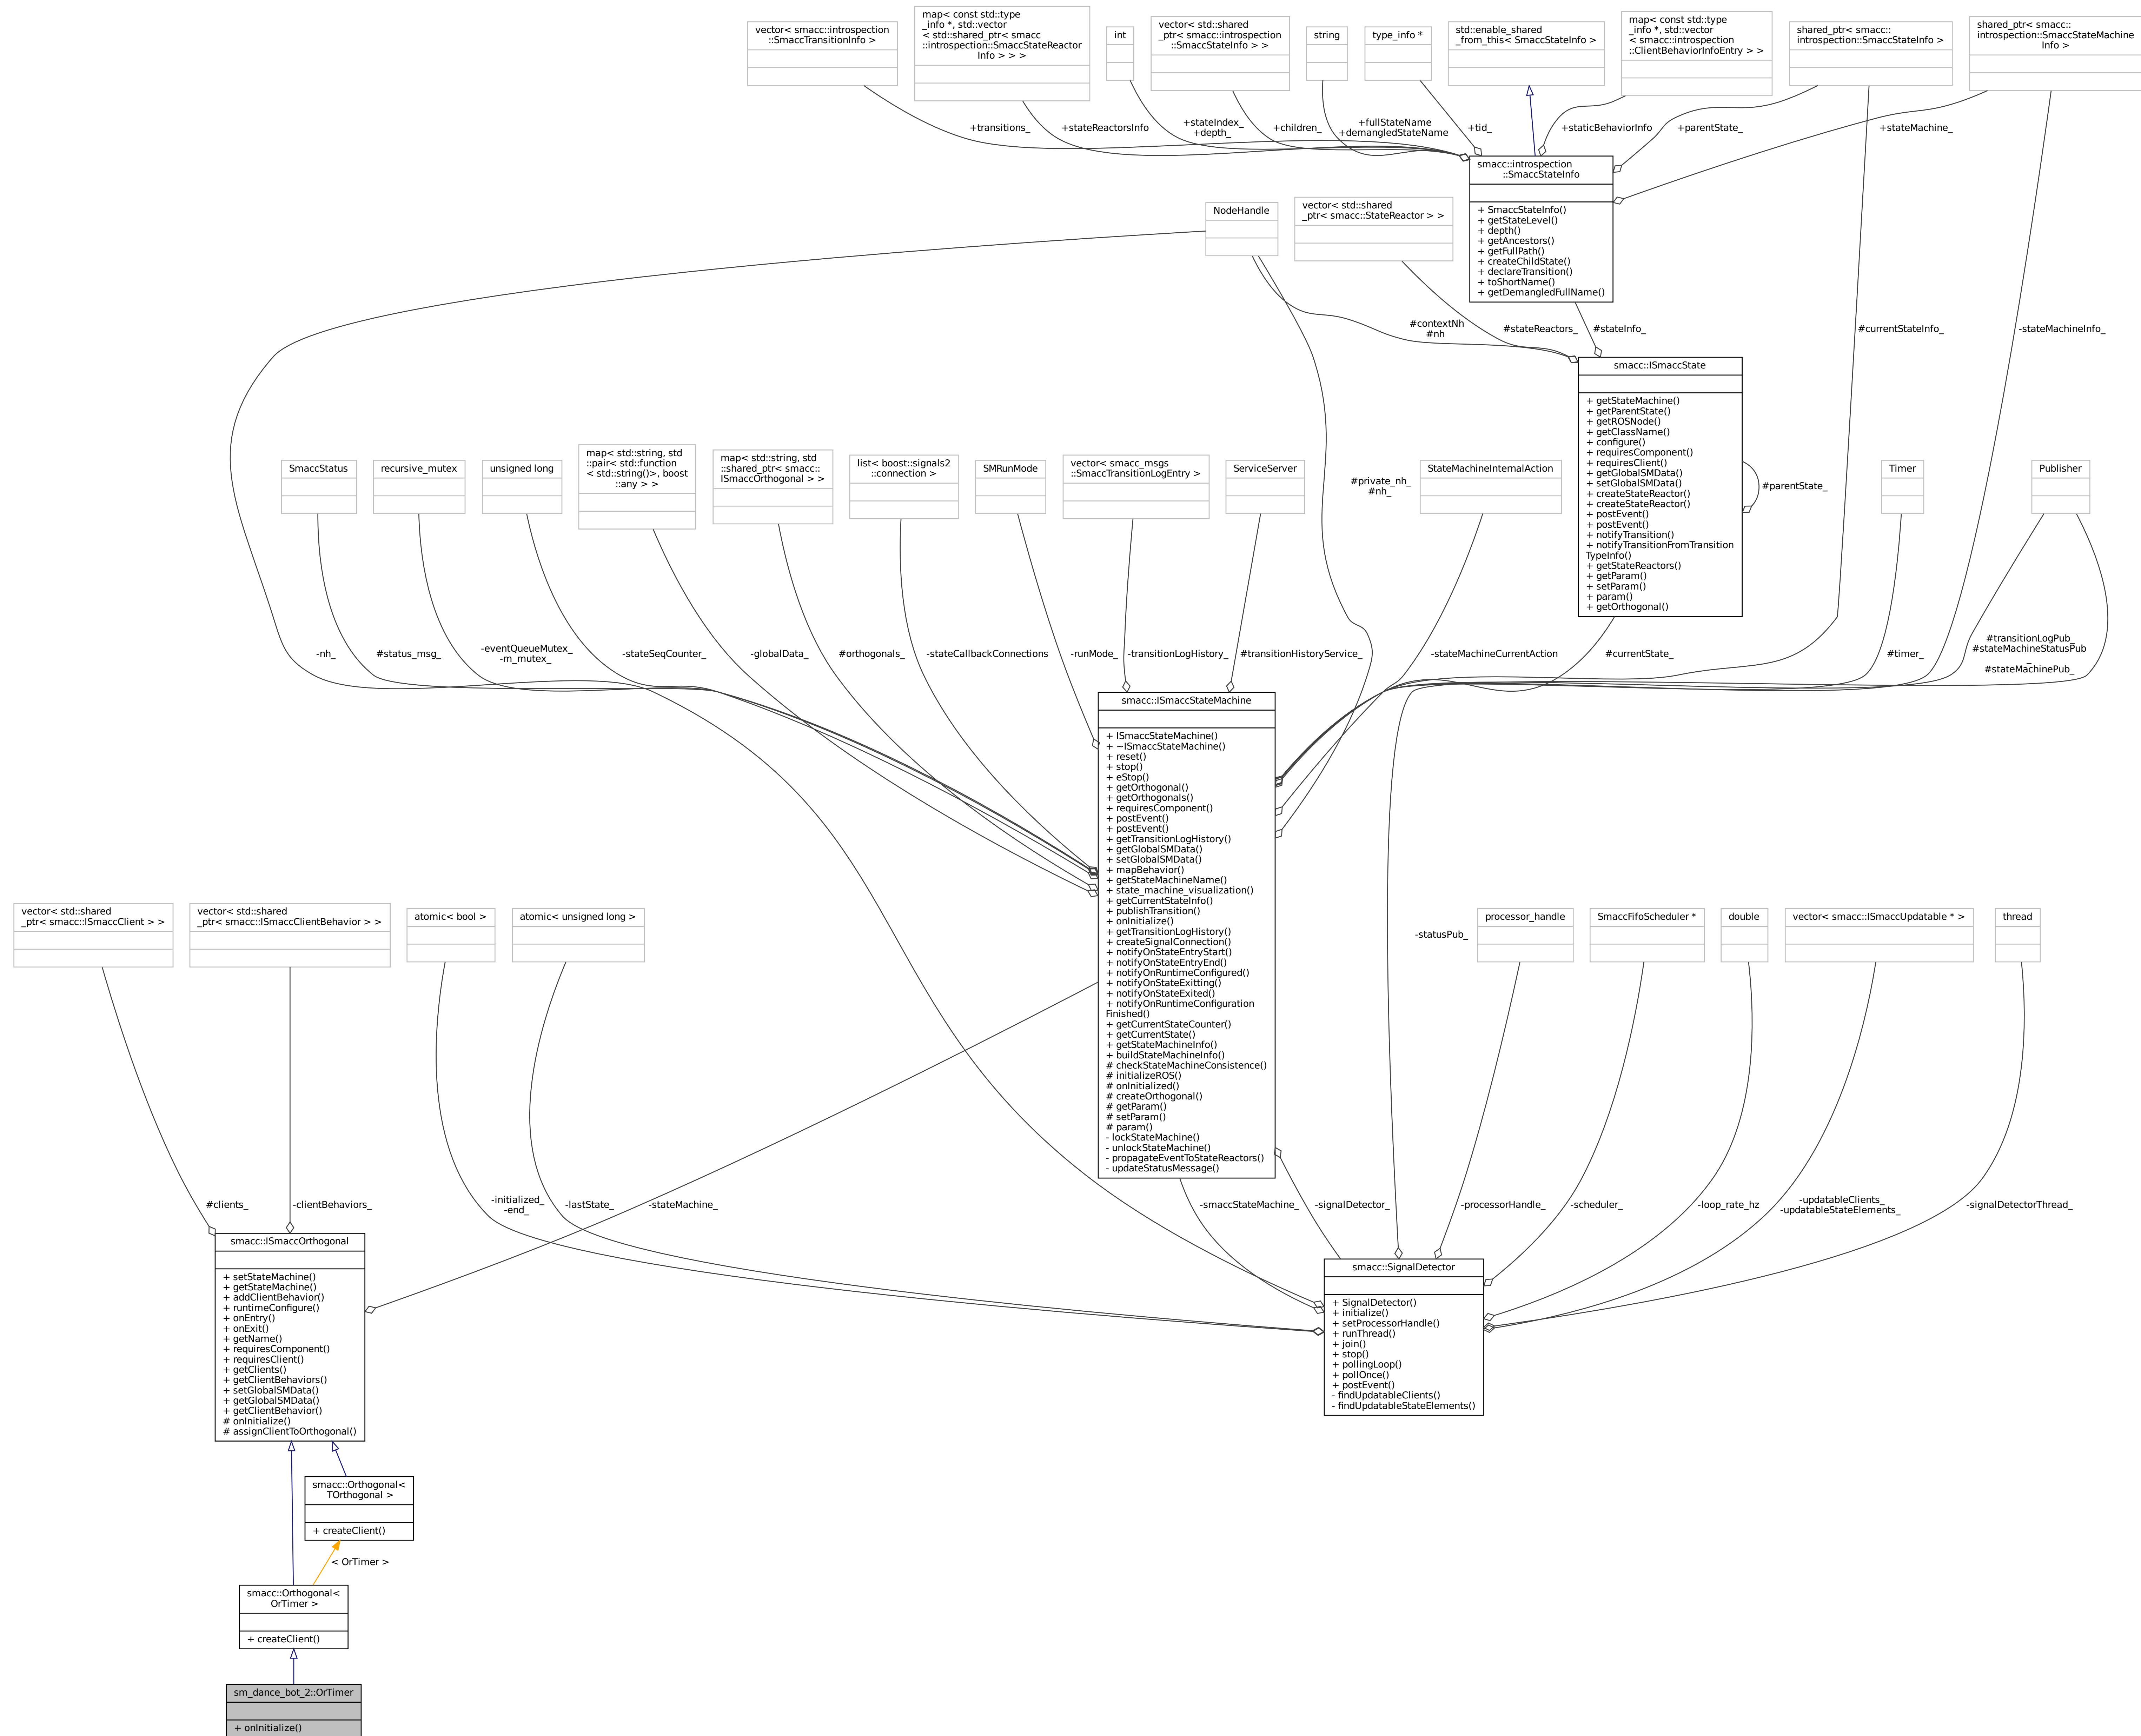 vector< smacc::introspection
::SmaccTransitionInfo >
map< const std::type
_info *, std::vector
< std::shared_ptr< smacc
::introspection::SmaccStateReactor
Info > > >
int
vector< std::shared
_ptr< smacc::introspection
::SmaccStateInfo > >
string
type_info *
std::enable_shared
_from_this< SmaccStateInfo >
map< const std::type
_info *, std::vector
< smacc::introspection
::ClientBehaviorInfoEntry > >
shared_ptr< smacc::
introspection::SmaccStateInfo >
shared_ptr< smacc::
introspection::SmaccStateMachine
Info >
+transitions_
+stateReactorsInfo
+stateIndex_
+depth_
+children_
+fullStateName
+demangledStateName
+tid_
+staticBehaviorInfo
+parentState_
+stateMachine_
smacc::introspection
::SmaccStateInfo
+ SmaccStateInfo()
+ getStateLevel()
+ depth()
+ getAncestors()
+ getFullPath()
+ createChildState()
+ declareTransition()
+ toShortName()
+ getDemangledFullName()
NodeHandle
vector< std::shared
_ptr< smacc::StateReactor > >
#contextNh
#nh
#stateReactors_
#stateInfo_
#currentStateInfo_
-stateMachineInfo_
smacc::ISmaccState
+ getStateMachine()
+ getParentState()
+ getROSNode()
+ getClassName()
+ configure()
+ requiresComponent()
+ requiresClient()
+ getGlobalSMData()
+ setGlobalSMData()
+ createStateReactor()
+ createStateReactor()
+ postEvent()
+ postEvent()
+ notifyTransition()
+ notifyTransitionFromTransition
TypeInfo()
+ getStateReactors()
+ getParam()
+ setParam()
+ param()
+ getOrthogonal()
#parentState_
SmaccStatus
recursive_mutex
unsigned long
map< std::string, std
::pair< std::function
< std::string()>, boost
::any > >
map< std::string, std
::shared_ptr< smacc::
ISmaccOrthogonal > >
list< boost::signals2
::connection >
SMRunMode
vector< smacc_msgs
::SmaccTransitionLogEntry >
ServiceServer
#private_nh_
#nh_
StateMachineInternalAction
Timer
Publisher
-nh_
#status_msg_
-eventQueueMutex_
-m_mutex_
-stateSeqCounter_
-globalData_
#orthogonals_
-stateCallbackConnections
-runMode_
-transitionLogHistory_
#transitionHistoryService_
-stateMachineCurrentAction
#currentState_
#timer_
#transitionLogPub_
#stateMachineStatusPub
_
#stateMachinePub_
smacc::ISmaccStateMachine
+ ISmaccStateMachine()
+ ~ISmaccStateMachine()
+ reset()
+ stop()
+ eStop()
+ getOrthogonal()
+ getOrthogonals()
+ requiresComponent()
+ postEvent()
+ postEvent()
+ getTransitionLogHistory()
+ getGlobalSMData()
+ setGlobalSMData()
+ mapBehavior()
+ getStateMachineName()
+ state_machine_visualization()
+ getCurrentStateInfo()
+ publishTransition()
+ onInitialize()
+ getTransitionLogHistory()
+ createSignalConnection()
+ notifyOnStateEntryStart()
+ notifyOnStateEntryEnd()
+ notifyOnRuntimeConfigured()
+ notifyOnStateExitting()
+ notifyOnStateExited()
+ notifyOnRuntimeConfiguration
Finished()
+ getCurrentStateCounter()
+ getCurrentState()
+ getStateMachineInfo()
+ buildStateMachineInfo()
# checkStateMachineConsistence()
# initializeROS()
# onInitialized()
# createOrthogonal()
# getParam()
# setParam()
# param()
- lockStateMachine()
- unlockStateMachine()
- propagateEventToStateReactors()
- updateStatusMessage()
vector< std::shared
_ptr< smacc::ISmaccClient > >
vector< std::shared
_ptr< smacc::ISmaccClientBehavior > >
atomic< bool >
atomic< unsigned long >
-statusPub_
processor_handle
SmaccFifoScheduler *
double
vector< smacc::ISmaccUpdatable * >
thread
#clients_
-clientBehaviors_
-initialized_
-end_
-lastState_
-stateMachine_
-smaccStateMachine_
-signalDetector_
-processorHandle_
-scheduler_
-loop_rate_hz
-updatableClients_
-updatableStateElements_
-signalDetectorThread_
smacc::ISmaccOrthogonal
+ setStateMachine()
+ getStateMachine()
+ addClientBehavior()
+ runtimeConfigure()
+ onEntry()
+ onExit()
+ getName()
+ requiresComponent()
+ requiresClient()
+ getClients()
+ getClientBehaviors()
+ setGlobalSMData()
+ getGlobalSMData()
+ getClientBehavior()
# onInitialize()
# assignClientToOrthogonal()
smacc::SignalDetector
+ SignalDetector()
+ initialize()
+ setProcessorHandle()
+ runThread()
+ join()
+ stop()
+ pollingLoop()
+ pollOnce()
+ postEvent()
- findUpdatableClients()
- findUpdatableStateElements()
smacc::Orthogonal<
TOrthogonal >
+ createClient()
< OrTimer >
smacc::Orthogonal<
OrTimer >
+ createClient()
sm_dance_bot_2::OrTimer
+ onInitialize()